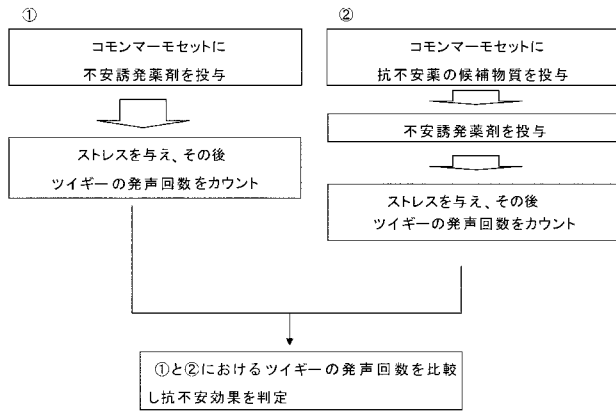 ①
コモンマーモセットに
不安誘発薬剤を投与
ストレスを与え、その後
ツイギーの発声回数をカウント
②
コモンマーモセットに
抗不安薬の候補物質を投与
不安誘発薬剤を投与
ストレスを与え、その後
ツイギーの発声回数をカウント
①と②におけるツイギーの発声回数を比較
し抗不安効果を判定